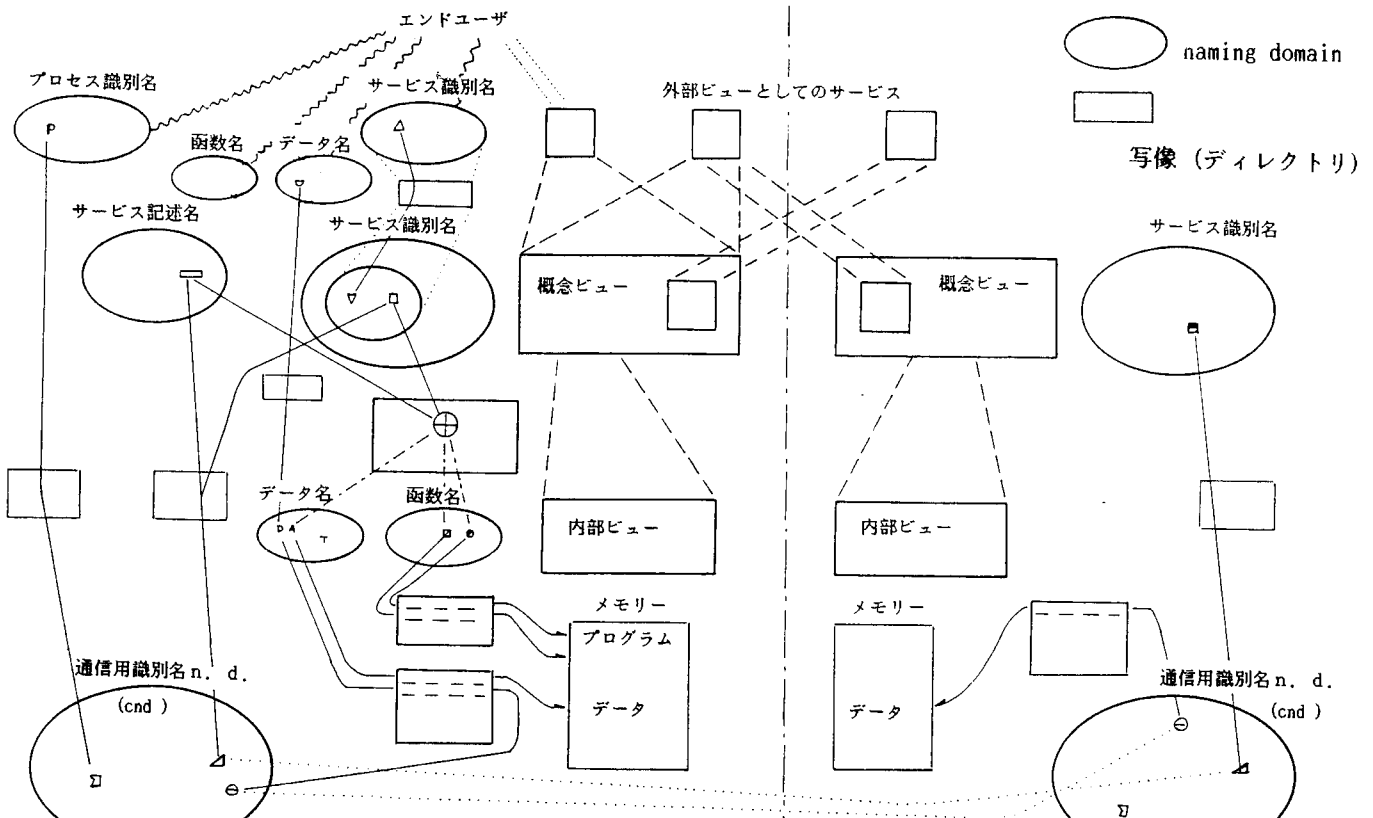 エンドユーザ
naming domain
プロセス識別名
サービス識別名
外部ビューとしてのサービス
函数名
データ名
写像 (ディレクトリ)
サービス記述名
サービス識別名
サービス識別名
概念ビュー
概念ビュー
データ名
函数名
内部ビュー
内部ビュー
メモリー
メモリー
プログラム
データ
データ
通信用識別名n. d.
(cnd )
通信用識別名n. d.
(cnd )
P
D A
T